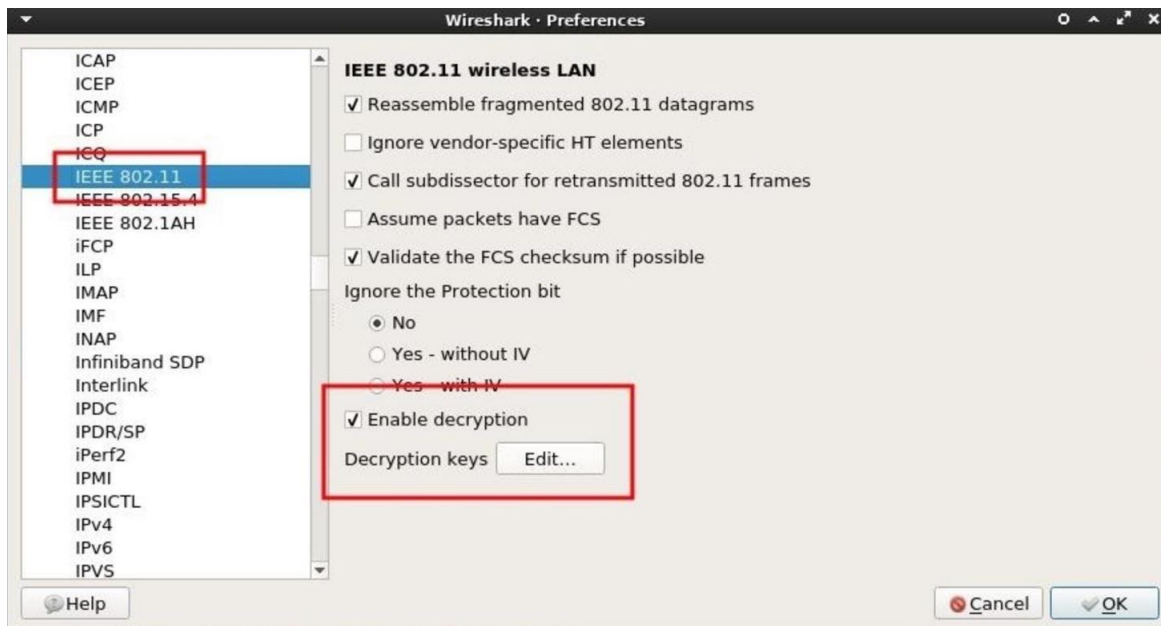 Wireshark · Preferences
ICAP
ICEP
ICMP
ICP
ICQ
IEEE 802.11
IEEE 802.15.4
IEEE 802.1AH
iFCP
ILP
IMAP
IMF
INAP
Infiniband SDP
Interlink
IPDC
IPDR/SP
iPerf2
IPMI
IPSICTL
IPv4
IPv6
IPVS
IEEE 802.11 wireless LAN
Reassemble fragmented 802.11 datagrams
Ignore vendor-specific HT elements
Call subdissector for retransmitted 802.11 frames
Assume packets have FCS
Validate the FCS checksum if possible
Ignore the Protection bit
No
Yes - without IV
Yes - with IV
Enable decryption
Decryption keys Edit...
Help Cancel OK